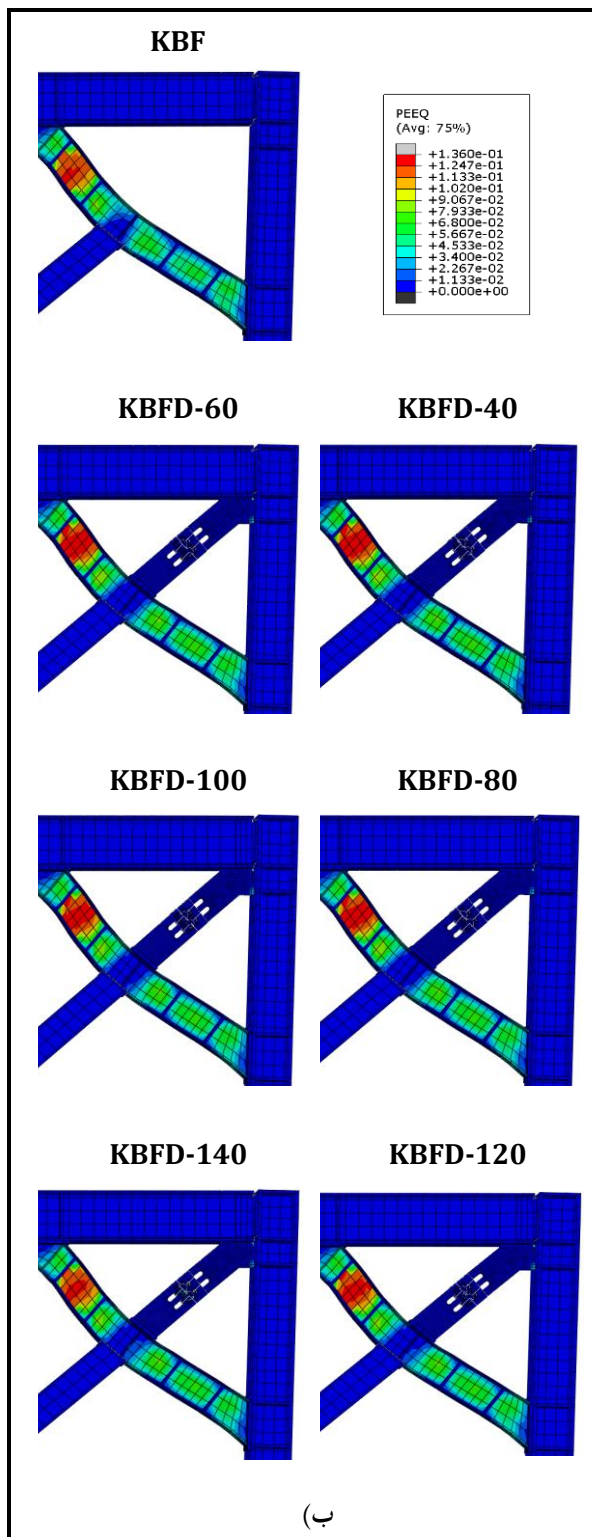 KBF
PEEQ
(Avg: 75%)
+1.360e-01
+1.247e-01
+1.133e-01
+1.020e-01
+9.067e-02
+7.933e-02
+6.800e-02
+5.667e-02
+4.533e-02
+3.400e-02
+2.267e-02
+1.133e-02
+0.000e+00
KBFD-60 KBFD-40
KBFD-100 KBFD-80
KBFD-140 KBFD-120
ب)